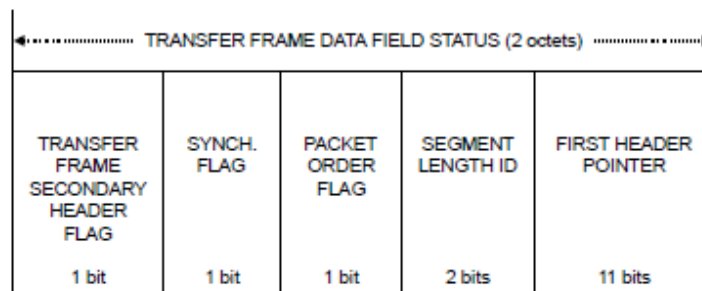 TRANSFER FRAME DATA FIELD STATUS (2 octets)
TRANSFER
FRAME
SECONDARY
HEADER
FLAG
1 bit
SYNCH.
FLAG
1 bit
PACKET
ORDER
FLAG
1 bit
SEGMENT
LENGTH ID
2 bits
FIRST HEADER
POINTER
11 bits